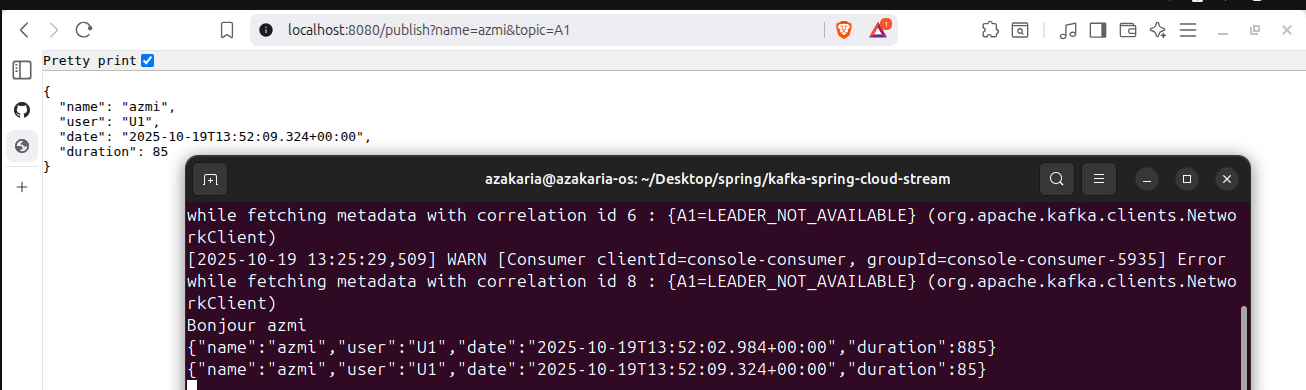 localhost:8080/publish?name=azmi&topic=A1
1
Pretty print
{
"name": "azmi",
"user": "U1",
"date": "2025-10-19T13:52:09.324+00:00",
"duration": 85
}
azakaria@azakaria-os: ~/Desktop/spring/kafka-spring-cloud-stream
while fetching metadata with correlation id 6 : {A1=LEADER_NOT_AVAILABLE} (org.apache.kafka.clients.Netwo
rkClient)
[2025-10-19 13:25:29,509] WARN [Consumer clientId=console-consumer, groupId=console-consumer-5935] Error
while fetching metadata with correlation id 8 : {A1=LEADER_NOT_AVAILABLE} (org.apache.kafka.clients.Netwo
rkClient)
Bonjour azmi
{"name":"azmi","user":"U1","date":"2025-10-19T13:52:02.984+00:00","duration":885}
{"name":"azmi","user":"U1","date":"2025-10-19T13:52:09.324+00:00","duration":85}